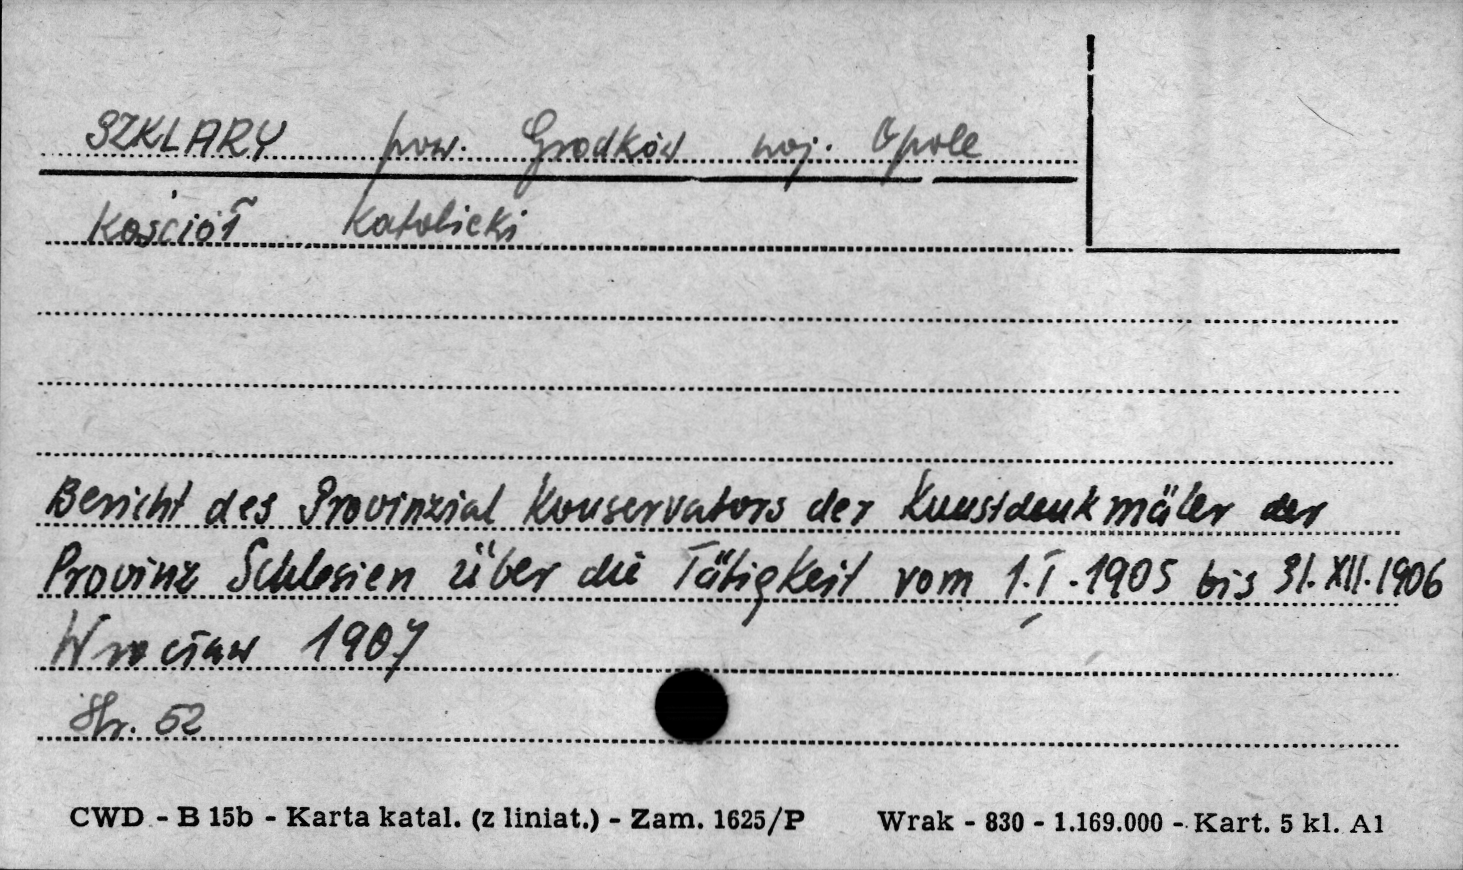 SZKLARY pow. Grodków woj. Opole
Kościół Katolicki
Bericht des Provinzial Konservators der Kunstdenkmäler der
Provinz Schlesien über die Tätigkeit vom 1.I.1905 bis 31.XII.1906
Wrocław 1907
Str. 52
CWD - B 15b - Karta katal. (z liniat.) - Zam. 1625/P Wrak - 830 - 1.169.000 - Kart. 5 kl. A1